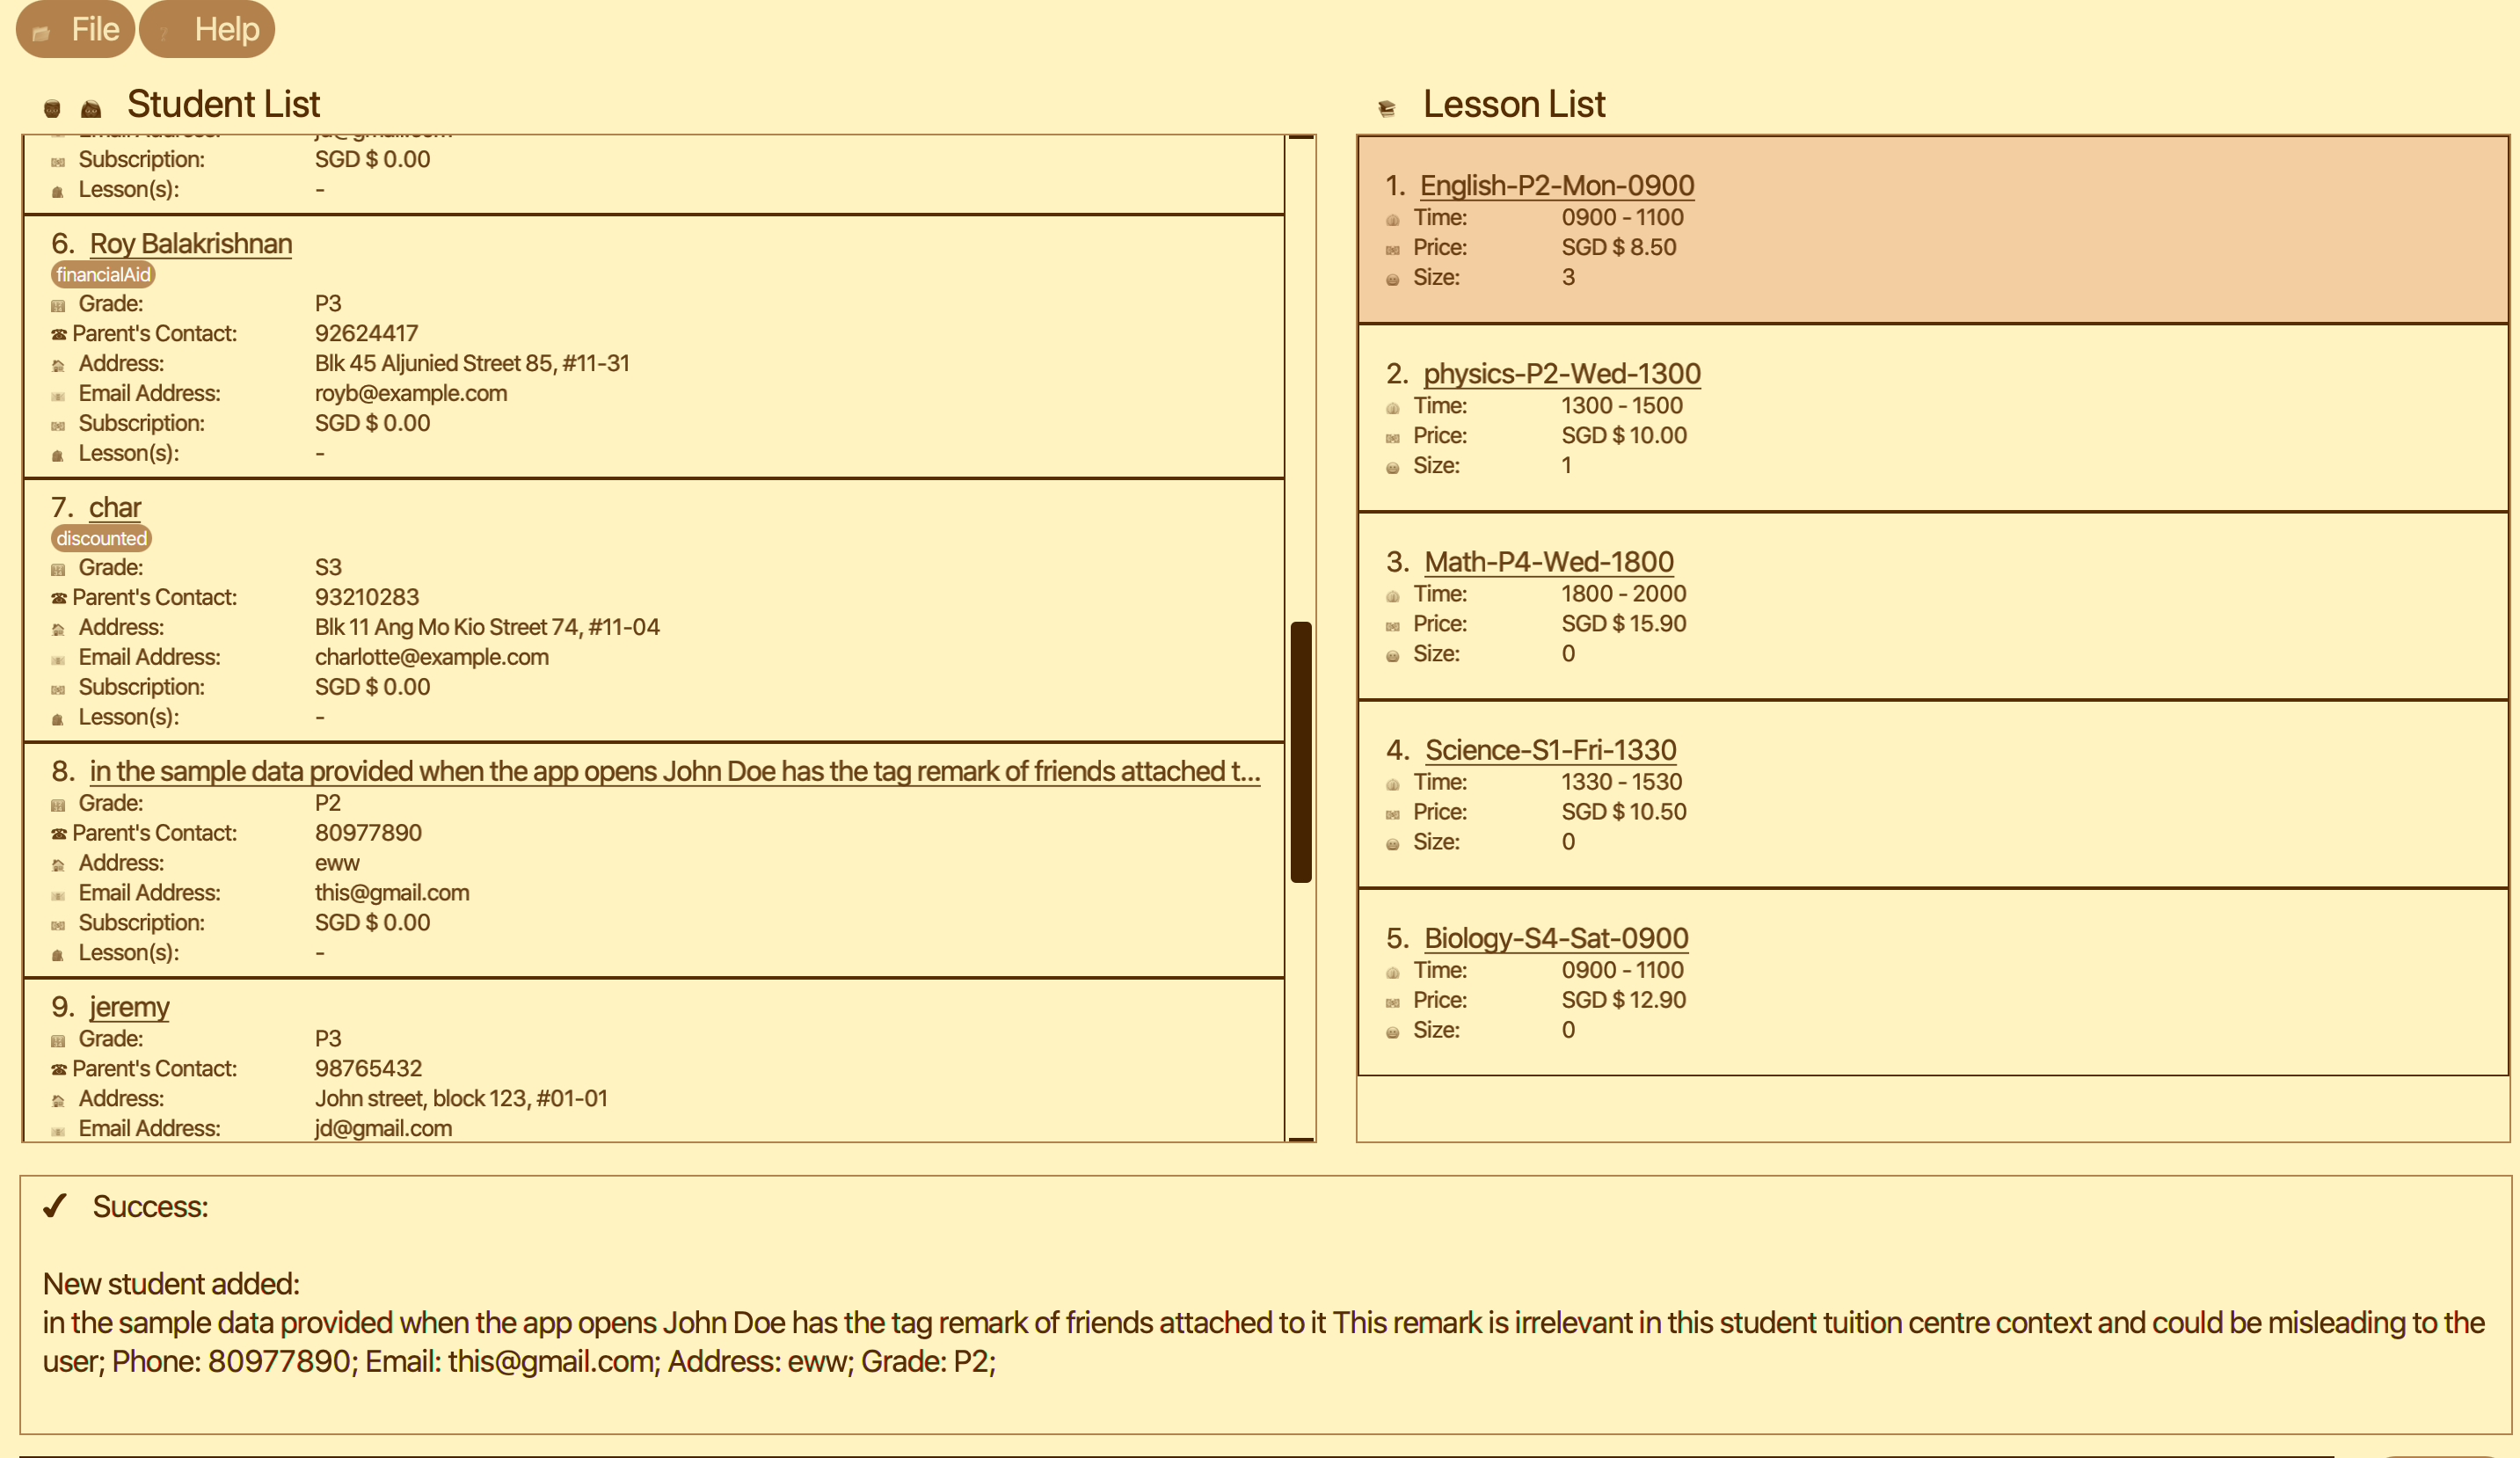 File Help
Student List
Email Address: jd@gmail.com
Subscription: SGD $ 0.00
Lesson(s): -
6. Roy Balakrishnan
financialAid
Grade: P3
Parent's Contact: 92624417
Address: Blk 45 Aljunied Street 85, #11-31
Email Address: royb@example.com
Subscription: SGD $ 0.00
Lesson(s): -
7. char
discounted
Grade: S3
Parent's Contact: 93210283
Address: Blk 11 Ang Mo Kio Street 74, #11-04
Email Address: charlotte@example.com
Subscription: SGD $ 0.00
Lesson(s): -
8. in the sample data provided when the app opens John Doe has the tag remark of friends attached t...
Grade: P2
Parent's Contact: 80977890
Address: eww
Email Address: this@gmail.com
Subscription: SGD $ 0.00
Lesson(s): -
9. jeremy
Grade: P3
Parent's Contact: 98765432
Address: John street, block 123, #01-01
Email Address: jd@gmail.com
Lesson List
1. English-P2-Mon-0900
Time: 0900 - 1100
Price: SGD $ 8.50
Size: 3
2. physics-P2-Wed-1300
Time: 1300 - 1500
Price: SGD $ 10.00
Size: 1
3. Math-P4-Wed-1800
Time: 1800 - 2000
Price: SGD $ 15.90
Size: 0
4. Science-S1-Fri-1330
Time: 1330 - 1530
Price: SGD $ 10.50
Size: 0
5. Biology-S4-Sat-0900
Time: 0900 - 1100
Price: SGD $ 12.90
Size: 0
✔ Success:
New student added:
in the sample data provided when the app opens John Doe has the tag remark of friends attached to it This remark is irrelevant in this student tuition centre context and could be misleading to the
user; Phone: 80977890; Email: this@gmail.com; Address: eww; Grade: P2;